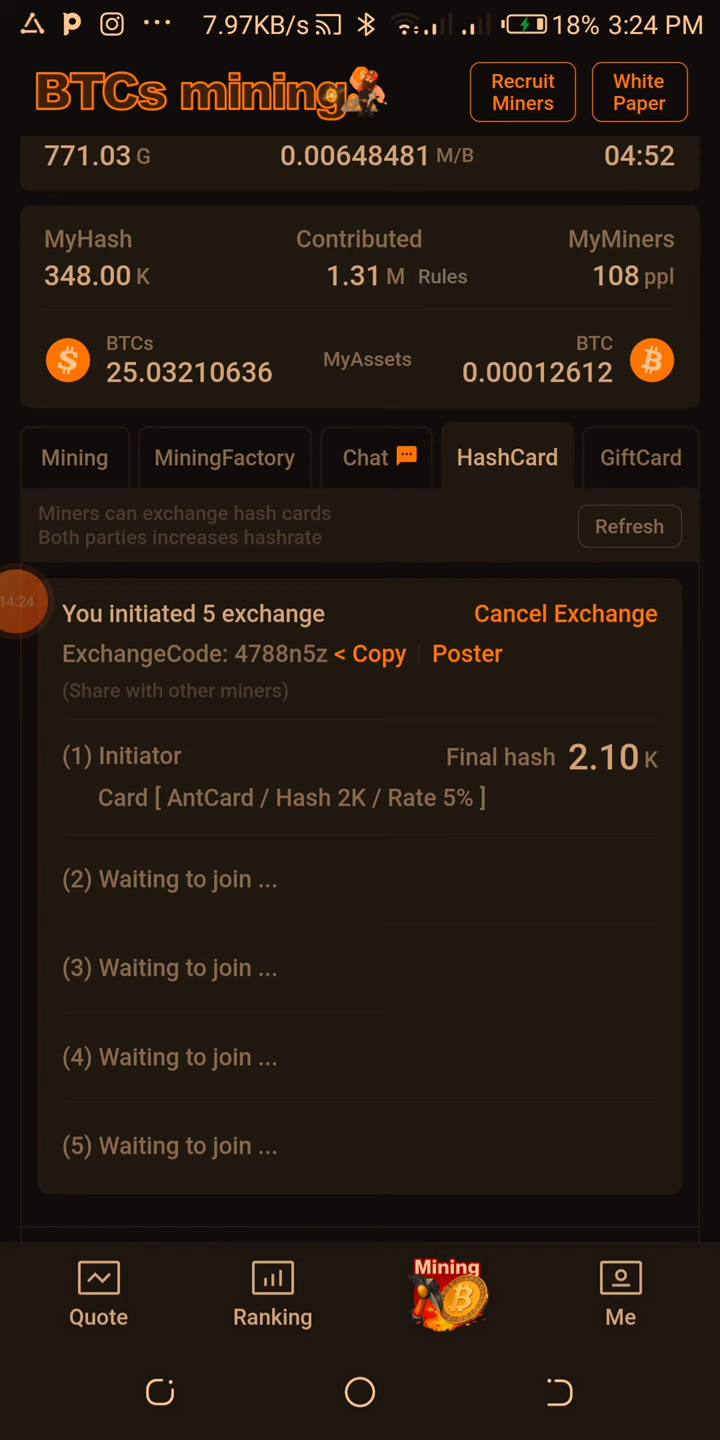 7.97KB/s 18% 3:24 PM
BTCs mining
Recruit Miners
White Paper
771.03 G 0.00648481 M/B 04:52
MyHash Contributed MyMiners
348.00 K 1.31 M Rules 108 ppl
BTCs MyAssets BTC
25.03210636 0.00012612
Mining MiningFactory Chat HashCard GiftCard
Miners can exchange hash cards
Both parties increases hashrate
Refresh
14:24
You initiated 5 exchange Cancel Exchange
ExchangeCode: 4788n5z < Copy Poster
(Share with other miners)
(1) Initiator Final hash 2.10 K
Card [ AntCard / Hash 2K / Rate 5% ]
(2) Waiting to join ...
(3) Waiting to join ...
(4) Waiting to join ...
(5) Waiting to join ...
Mining
Quote Ranking Me